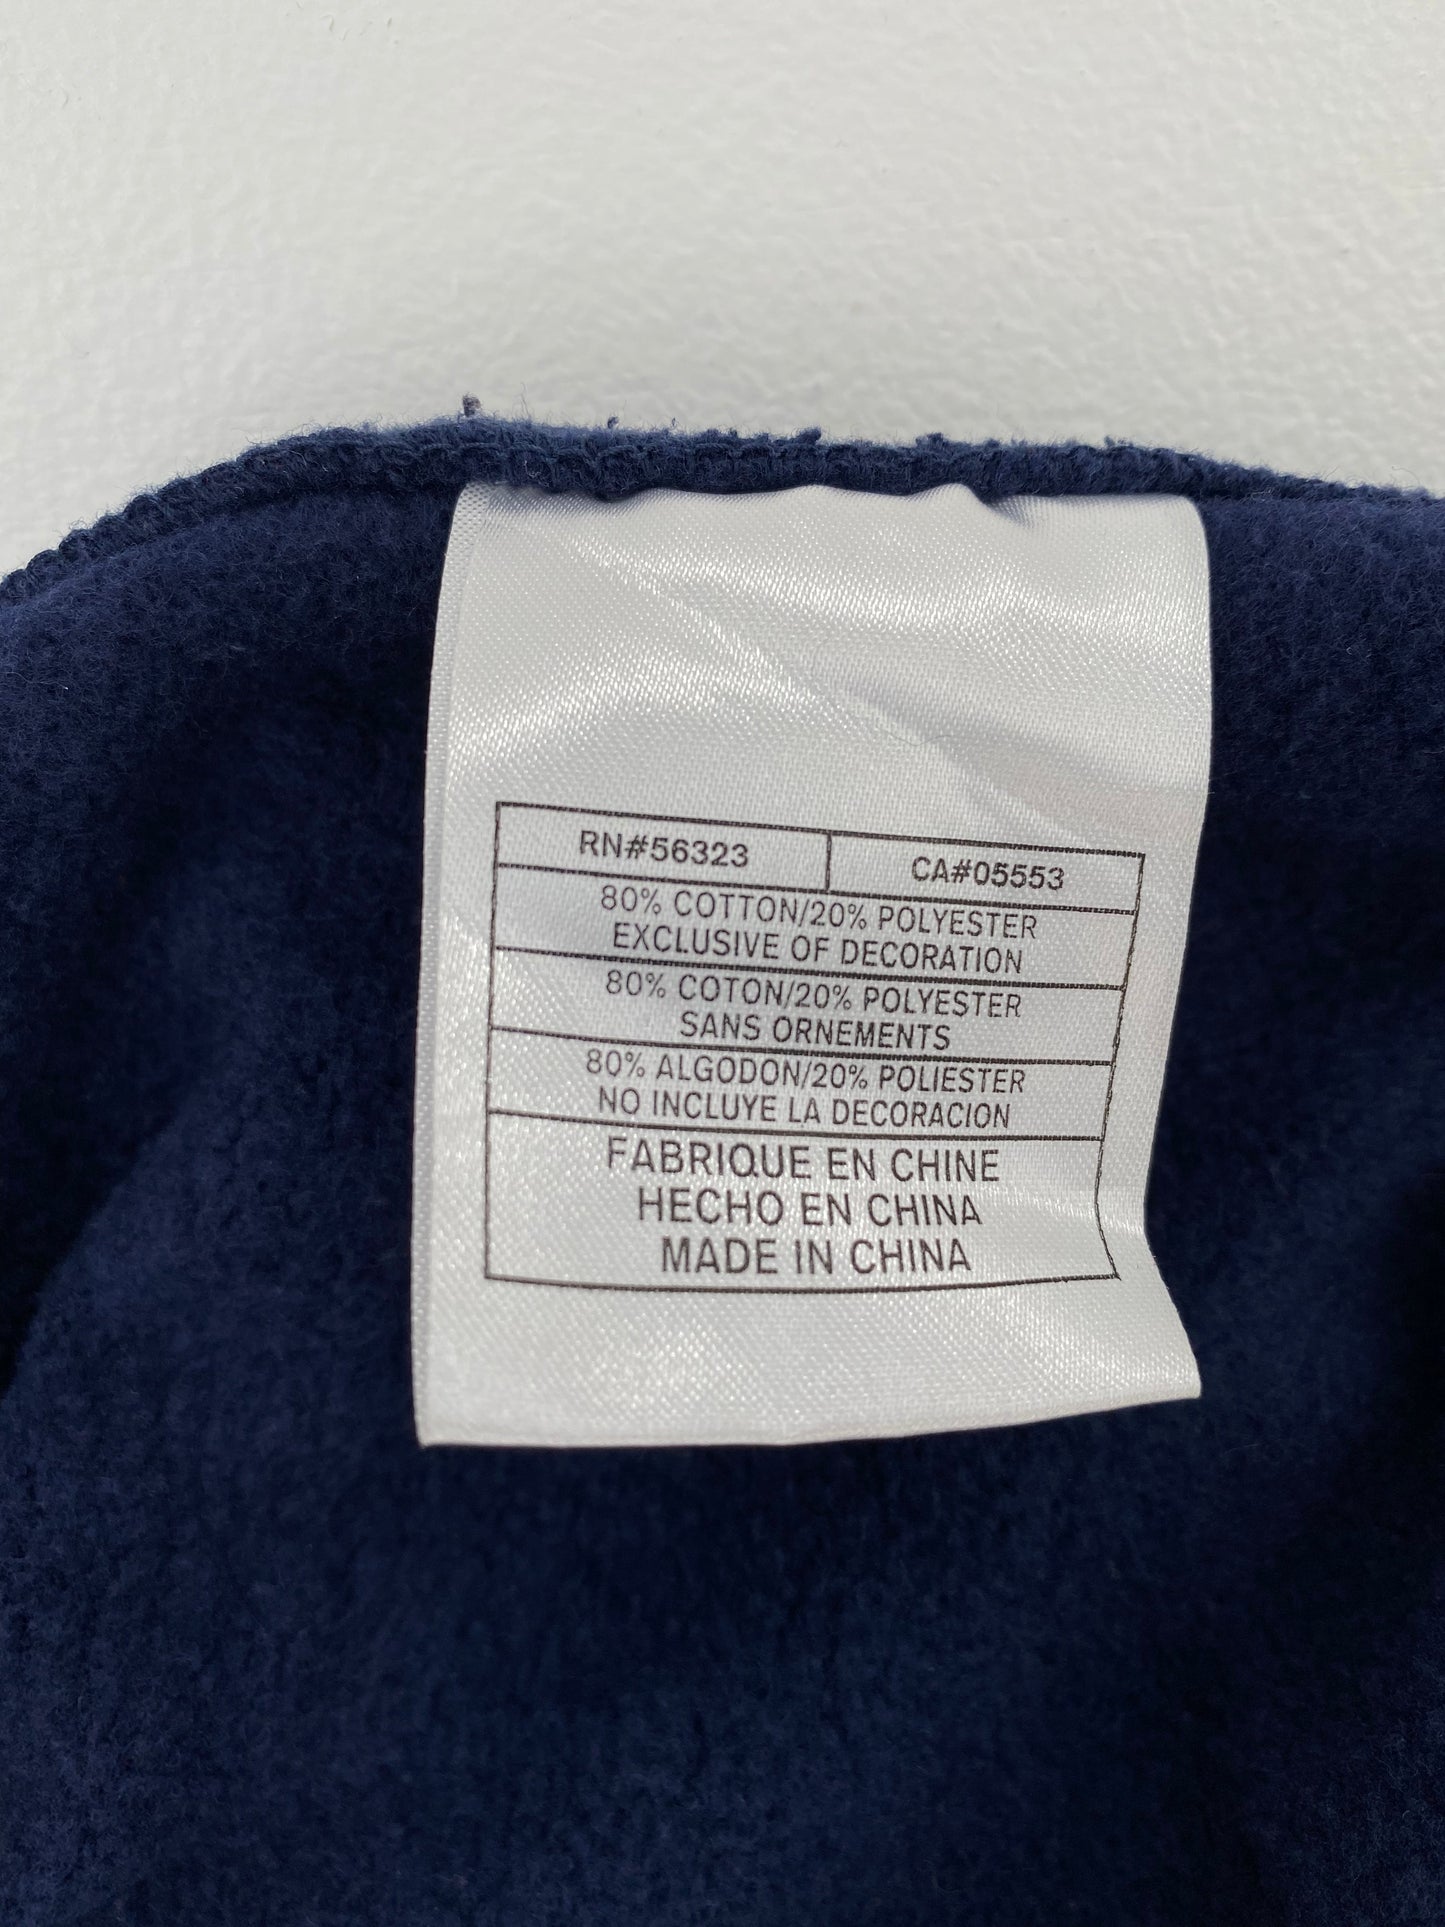 RN#56323 CA#05553
80% COTTON/20% POLYESTER
EXCLUSIVE OF DECORATION
80% COTON/20% POLYESTER
SANS ORNEMENTS
80% ALGODON/20% POLIESTER
NO INCLUYE LA DECORACION
FABRIQUE EN CHINE
HECHO EN CHINA
MADE IN CHINA